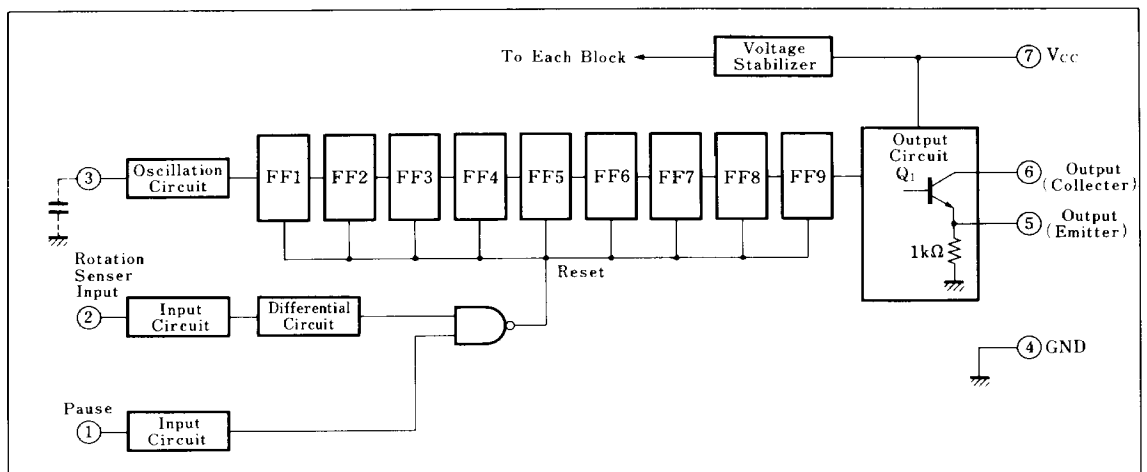 To Each Block
Voltage
Stabilizer
7 VCC
3
Oscillation
Circuit
FF1
FF2
FF3
FF4
FF5
FF6
FF7
FF8
FF9
Output
Circuit
Q1
6 Output
(Collecter)
5 Output
(Emitter)
1kΩ
Reset
Rotation
Senser
Input
2
Input
Circuit
Differential
Circuit
4 GND
Pause
1
Input
Circuit